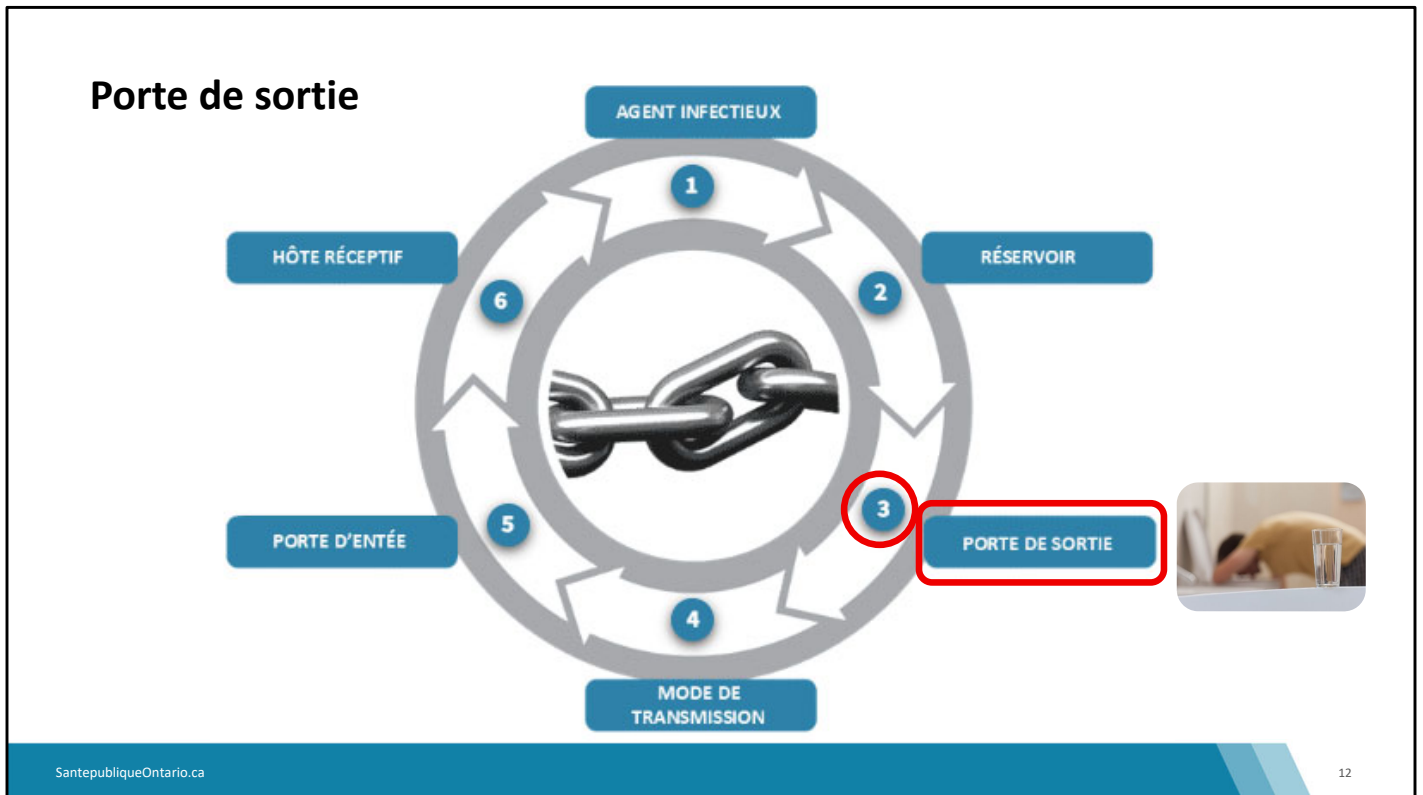 Porte de sortie
AGENT INFECTIEUX
1
RÉSERVOIR
2
3
PORTE DE SORTIE
4
MODE DE
TRANSMISSION
5
PORTE D'ENTÉE
6
HÔTE RÉCEPTIF
SantepubliqueOntario.ca
12